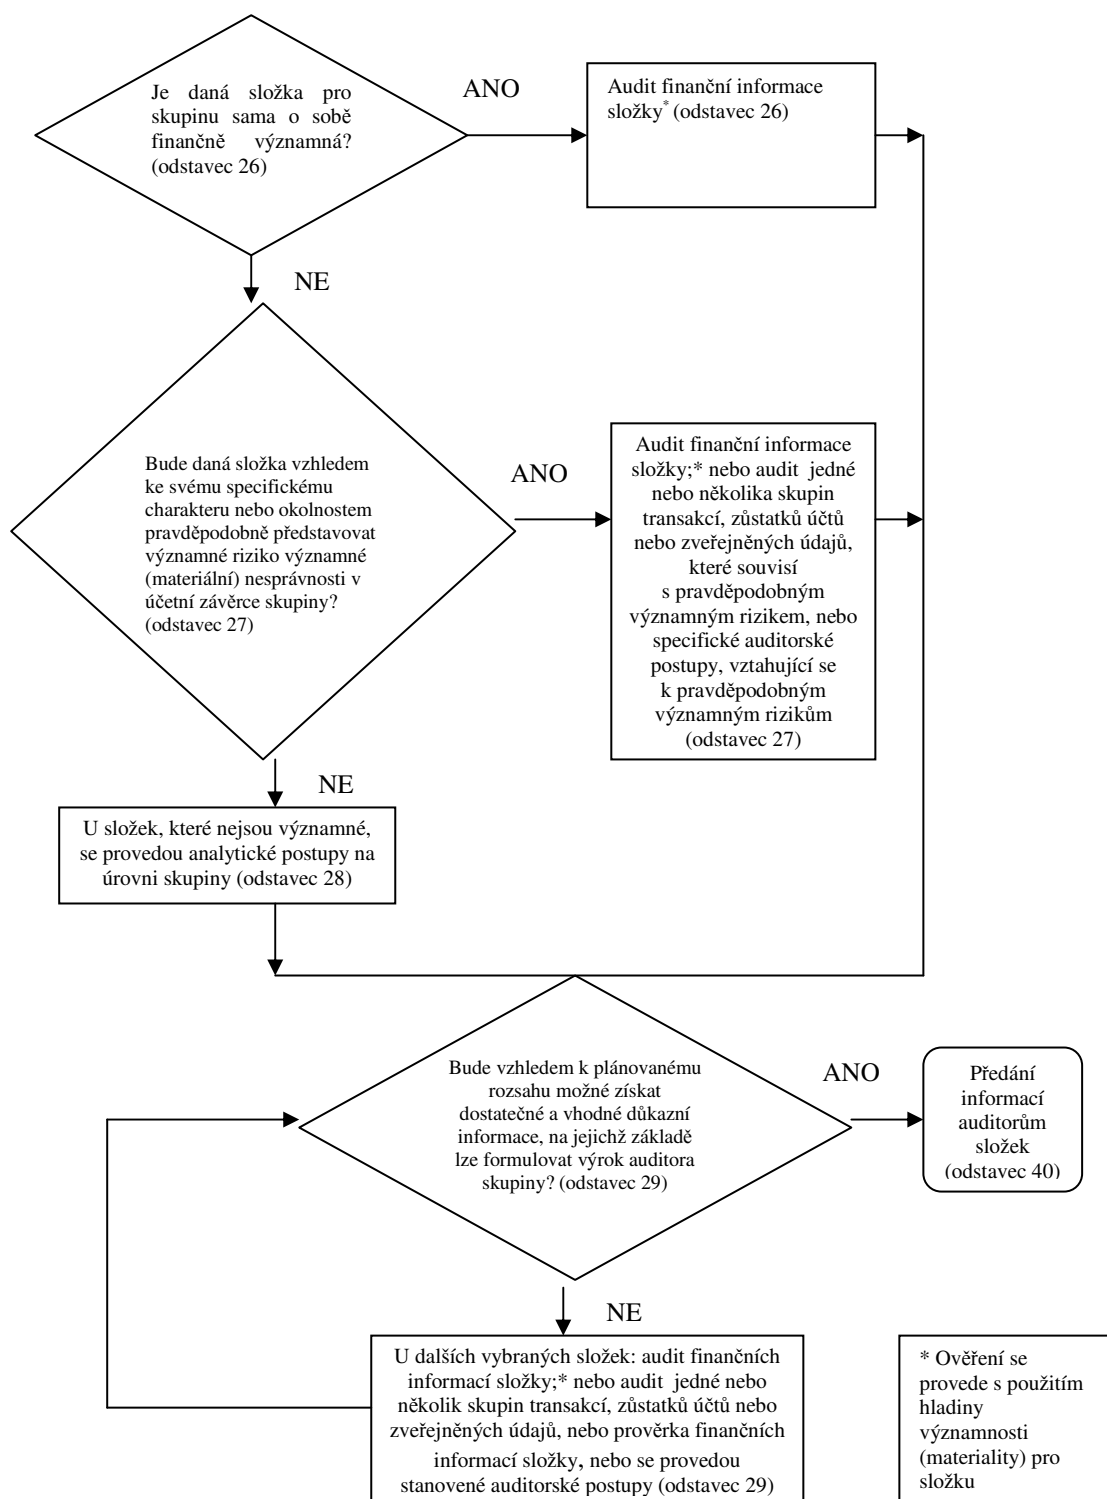 Je daná složka pro
skupinu sama o sobě
finančně významná?
(odstavec 26)
ANO
Audit finanční informace
složky* (odstavec 26)
NE
Bude daná složka vzhledem
ke svému specifickému
charakteru nebo okolnostem
pravděpodobně představovat
významné riziko významné
(materiální) nesprávnosti v
účetní závěrce skupiny?
(odstavec 27)
ANO
Audit finanční informace
složky;* nebo audit jedné
nebo několika skupin
transakcí, zůstatků účtů
nebo zveřejněných údajů,
které souvisí
s pravděpodobným
významným rizikem, nebo
specifické auditorské
postupy, vztahující se
k pravděpodobným
významným rizikům
(odstavec 27)
NE
U složek, které nejsou významné,
se provedou analytické postupy na
úrovni skupiny (odstavec 28)
Bude vzhledem k plánovanému
rozsahu možné získat
dostatečné a vhodné důkazní
informace, na jejichž základě
lze formulovat výrok auditora
skupiny? (odstavec 29)
ANO
Předání
informací
auditorům
složek
(odstavec 40)
NE
U dalších vybraných složek: audit finančních
informací složky;* nebo audit jedné nebo
několik skupin transakcí, zůstatků účtů nebo
zveřejněných údajů, nebo prověrka finančních
informací složky, nebo se provedou
stanovené auditorské postupy (odstavec 29)
* Ověření se
provede s použitím
hladiny
významnosti
(materiality) pro
složku